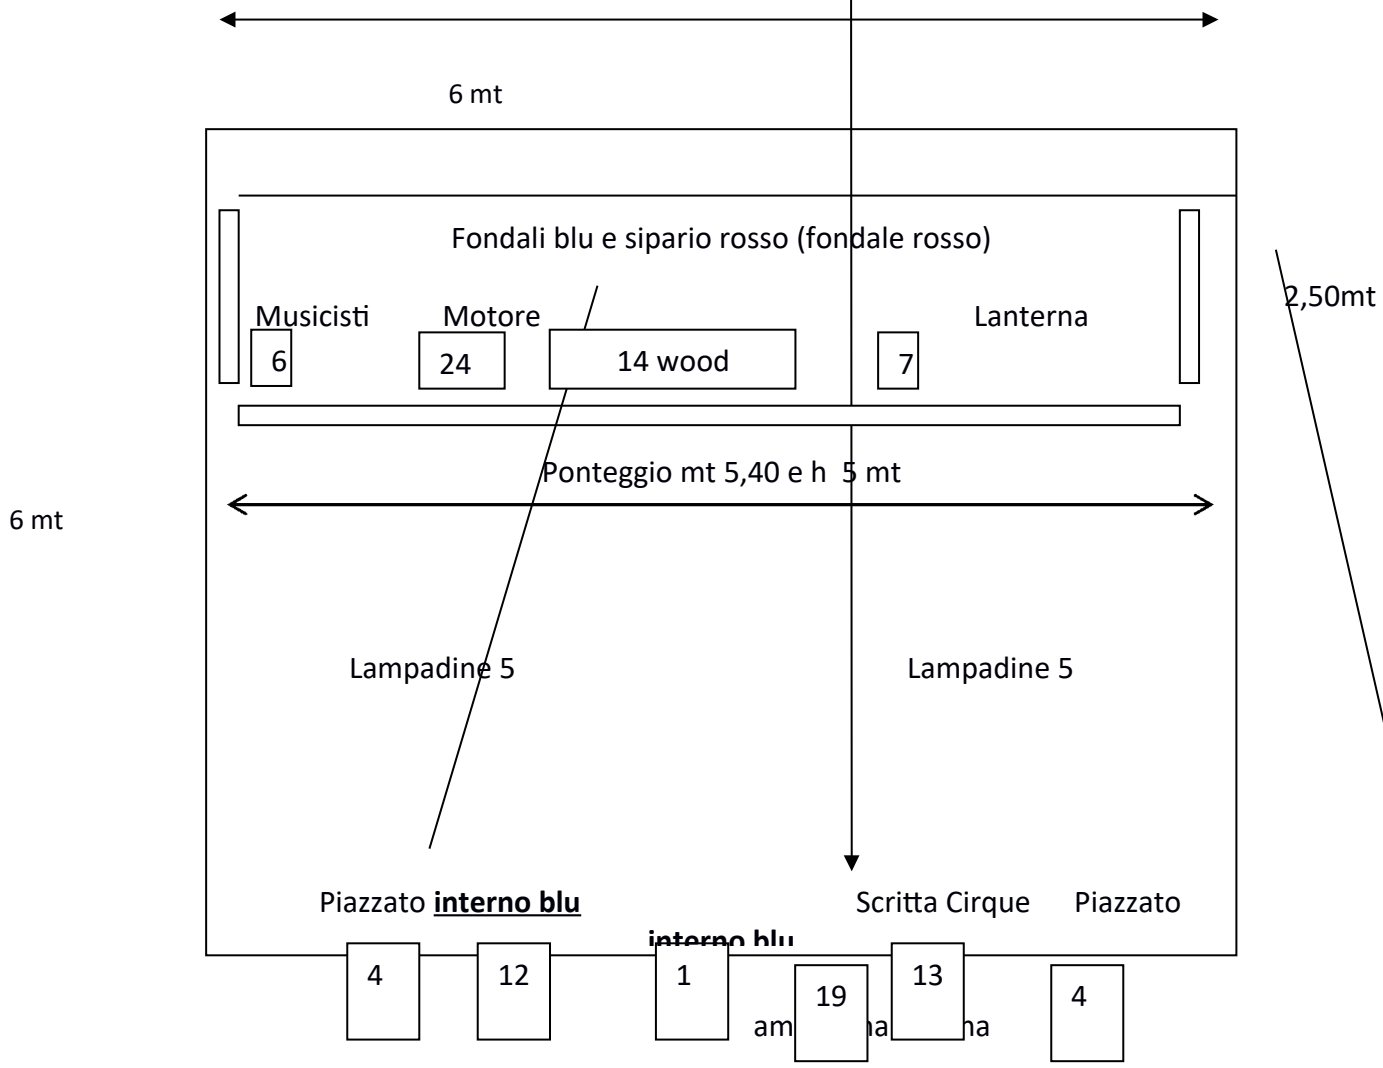 6 mt
Fondali blu e sipario rosso (fondale rosso)
2,50mt
Musicisti Motore Lanterna
6 24 14 wood 7
Ponteggio mt 5,40 e h 5 mt
6 mt
Lampadine 5 Lampadine 5
Piazzato interno blu Scritta Cirque Piazzato
interno blu
4 12 1 19 13 4